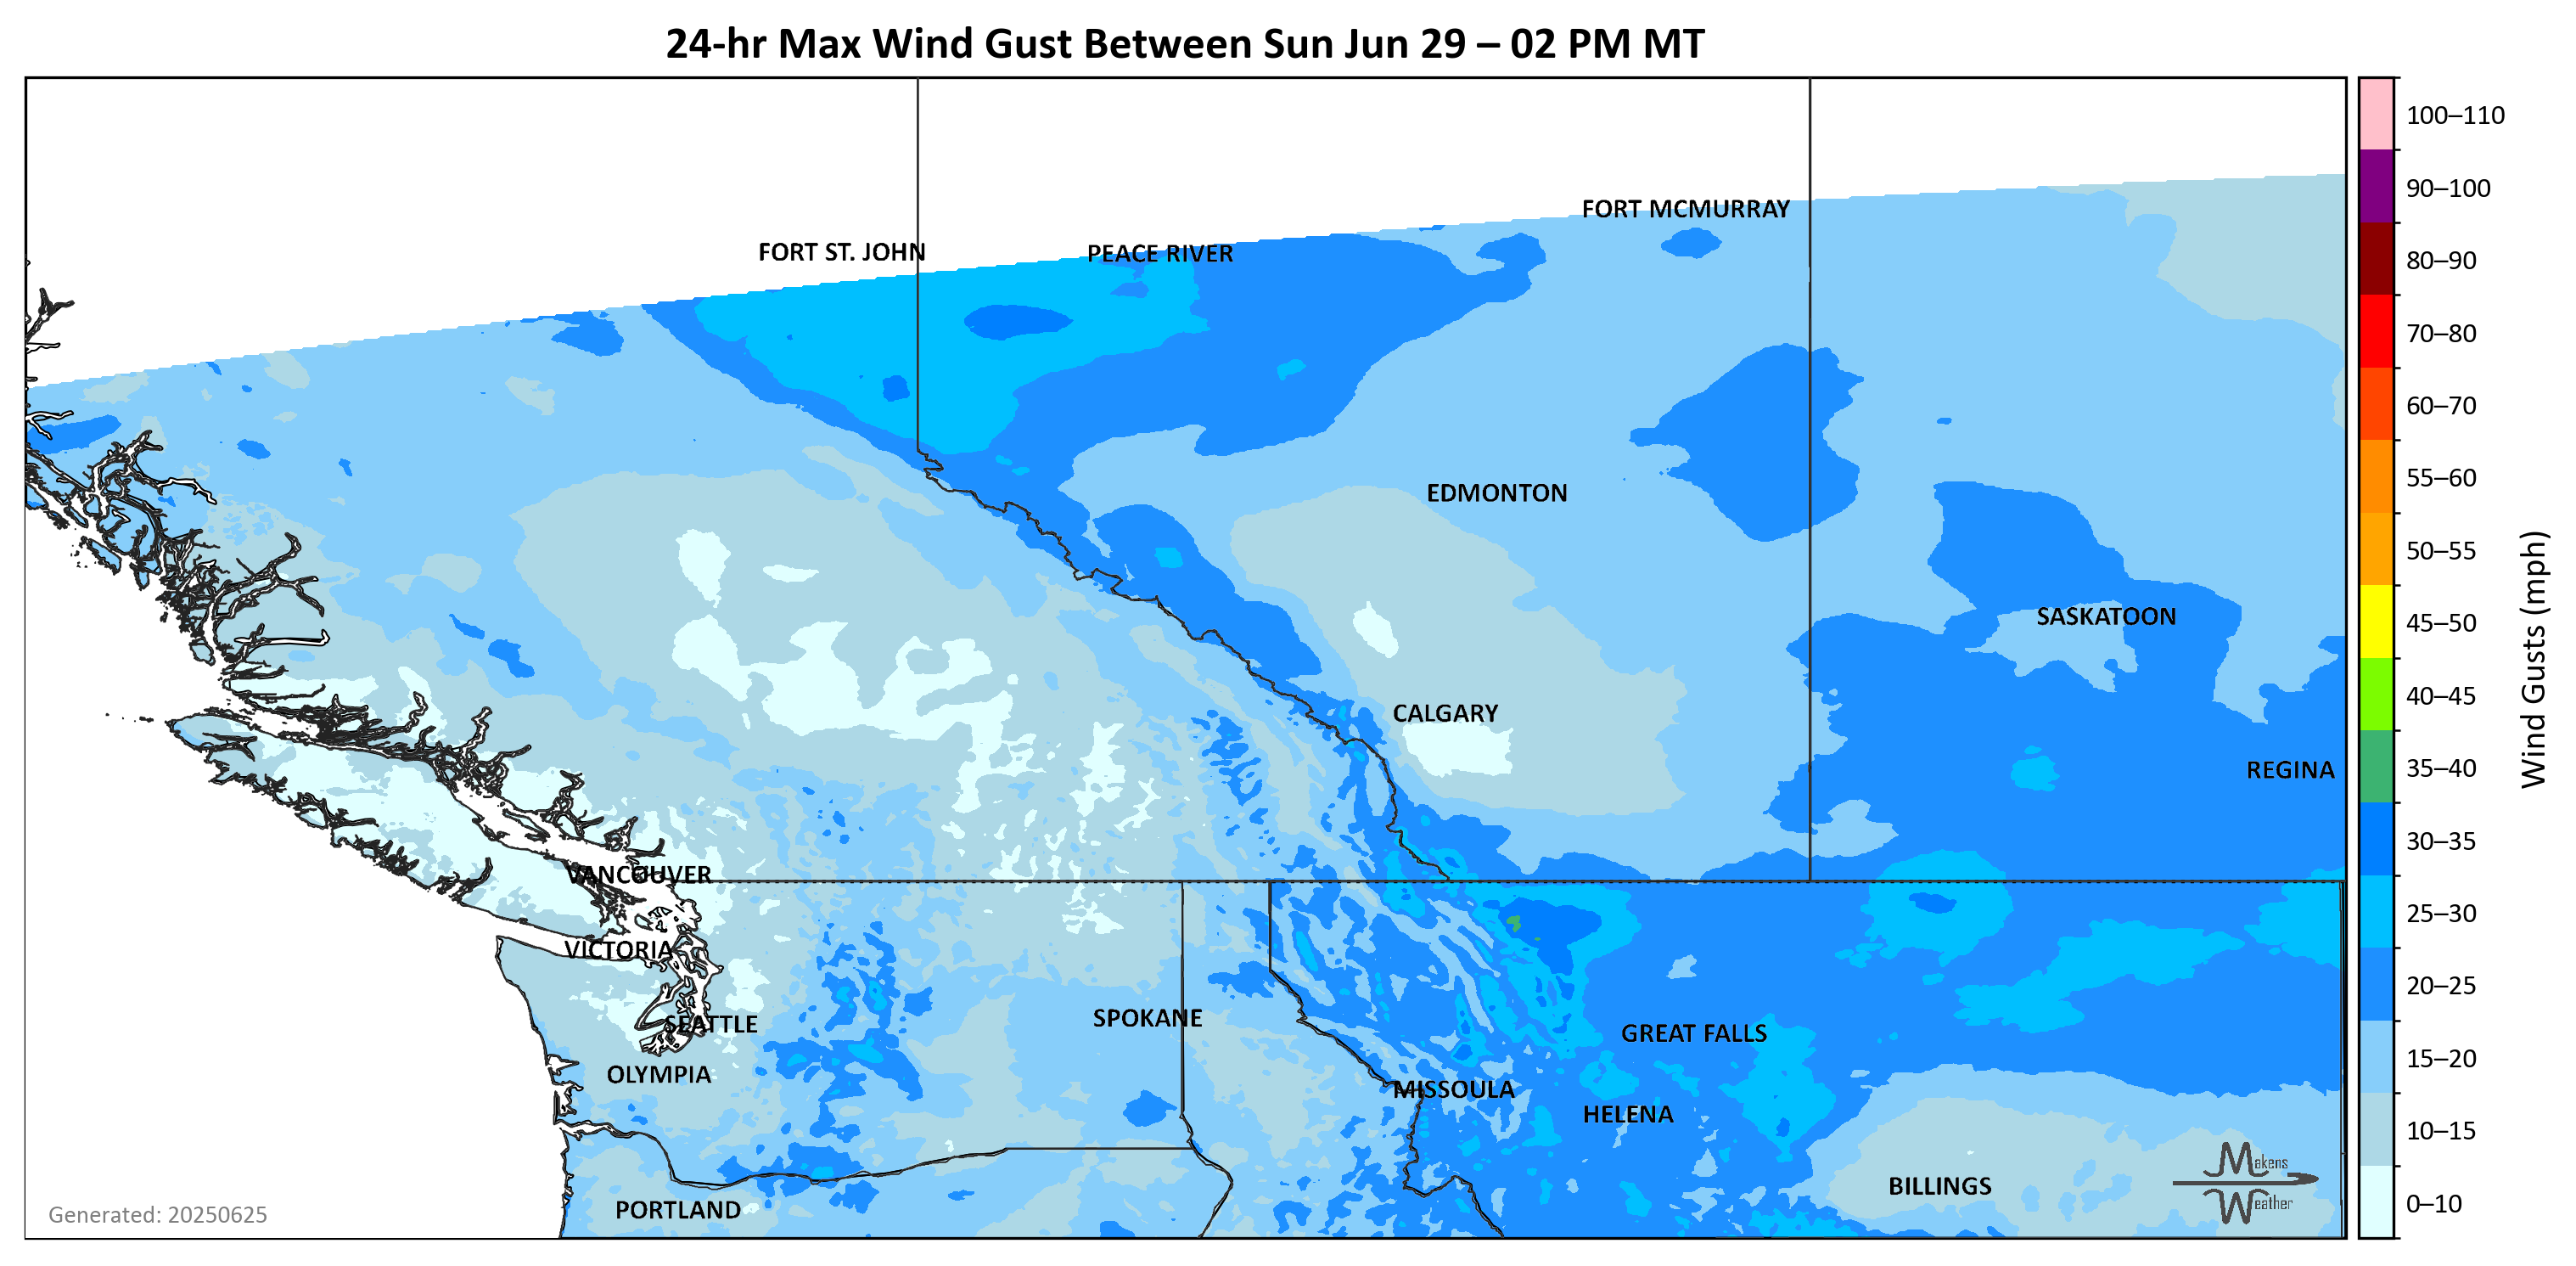 24-hr Max Wind Gust Between Sun Jun 29 – 02 PM MT
100–110
90–100
80–90
70–80
60–70
55–60
50–55
45–50
40–45
35–40
30–35
25–30
20–25
15–20
10–15
0–10
Wind Gusts (mph)
FORT MCMURRAY
FORT ST. JOHN
PEACE RIVER
EDMONTON
SASKATOON
CALGARY
REGINA
VANCOUVER
VICTORIA
SPOKANE
SEATTLE
GREAT FALLS
OLYMPIA
MISSOULA
HELENA
BILLINGS
PORTLAND
Makens
Weather
Generated: 20250625